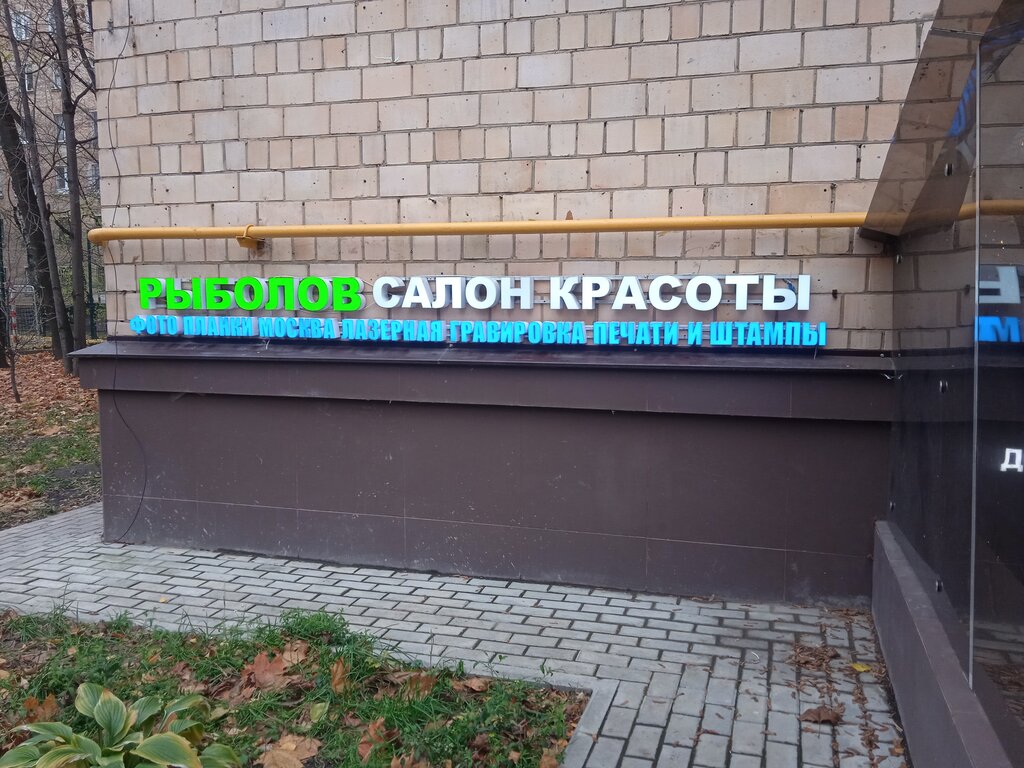 РЫБОЛОВ САЛОН КРАСОТЫ
ФОТО ПЛАНКИ МОСКВА ЛАЗЕРНАЯ ГРАВИРОВКА ПЕЧАТИ И ШТАМПЫ